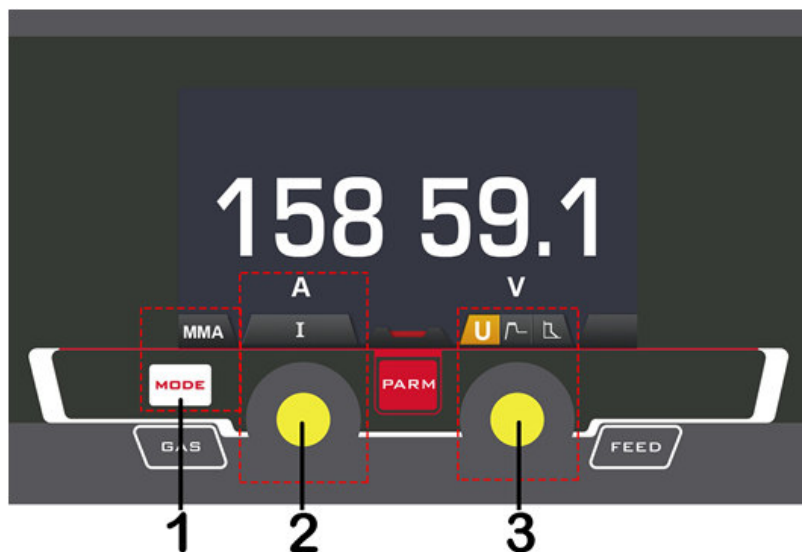 158 59.1
A V
MMA I U
MODE PARM
GAS FEED
1 2 3